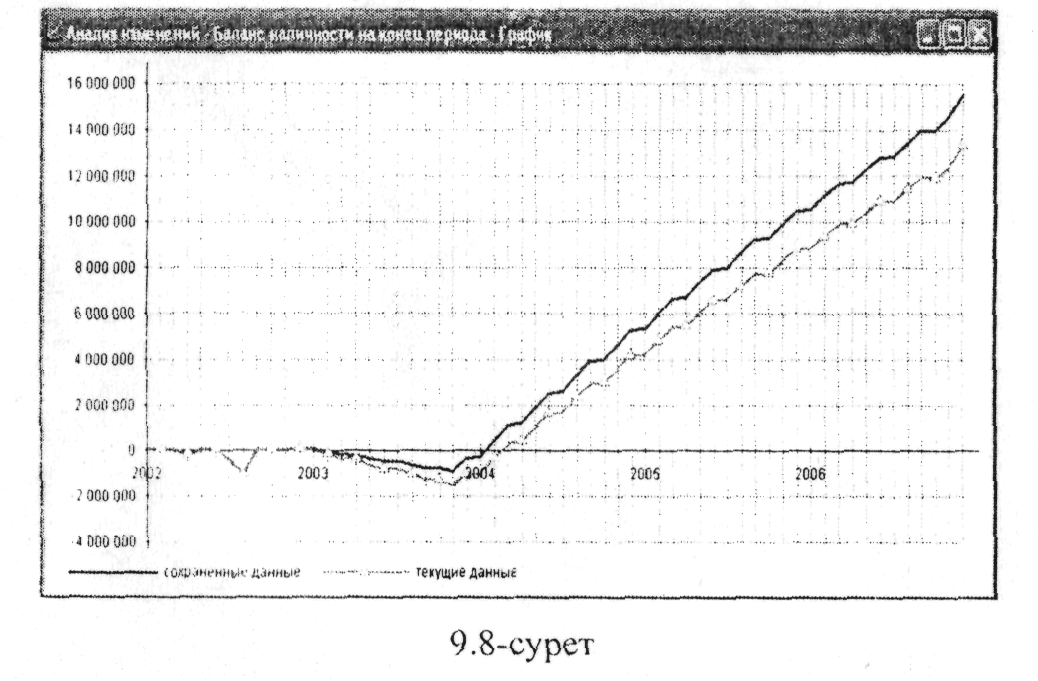 Анализ изменений - Баланс наличности на конец периода - График
16 000 000
14 000 000
12 000 000
10 000 000
8 000 000
6 000 000
4 000 000
2 000 000
0
2002 2003 2004 2005 2006
-2 000 000
-4 000 000
сохраненные данные текущие данные
9.8-сурет